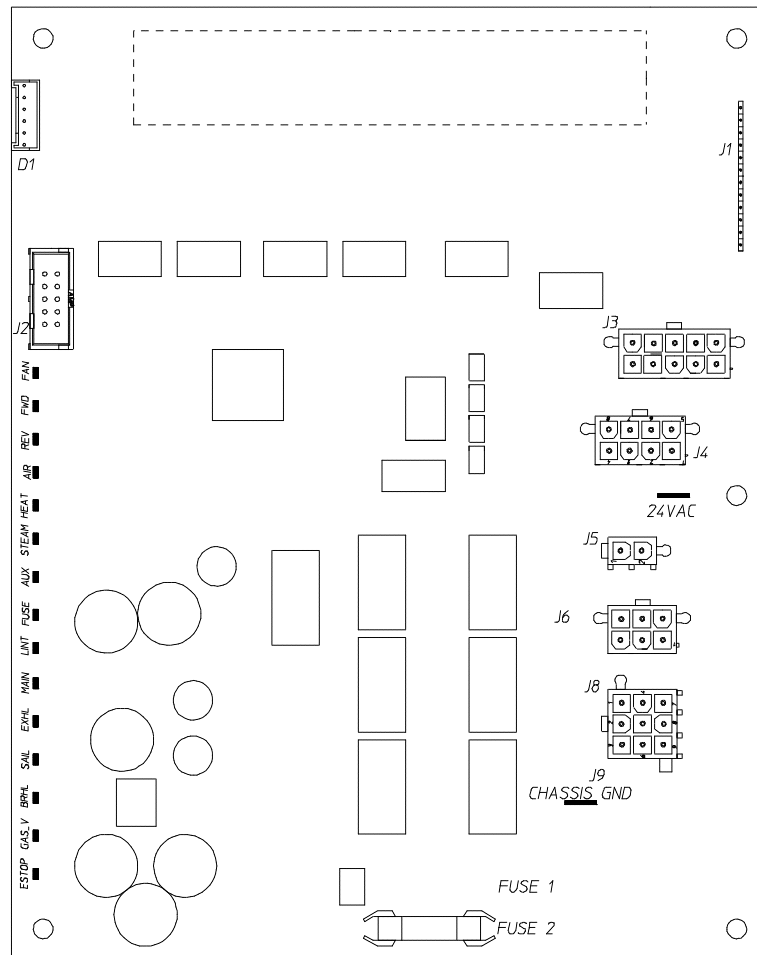 D1
J1
J2
J3
FAN
FWD
REV
AIR
HEAT
STEAM
AUX
FUSE
LINT
MAIN
EXHL
SAIL
BRHL
GAS_V
ESTOP
J4
24VAC
J5
J6
J8
J9
CHASSIS GND
FUSE 1
FUSE 2